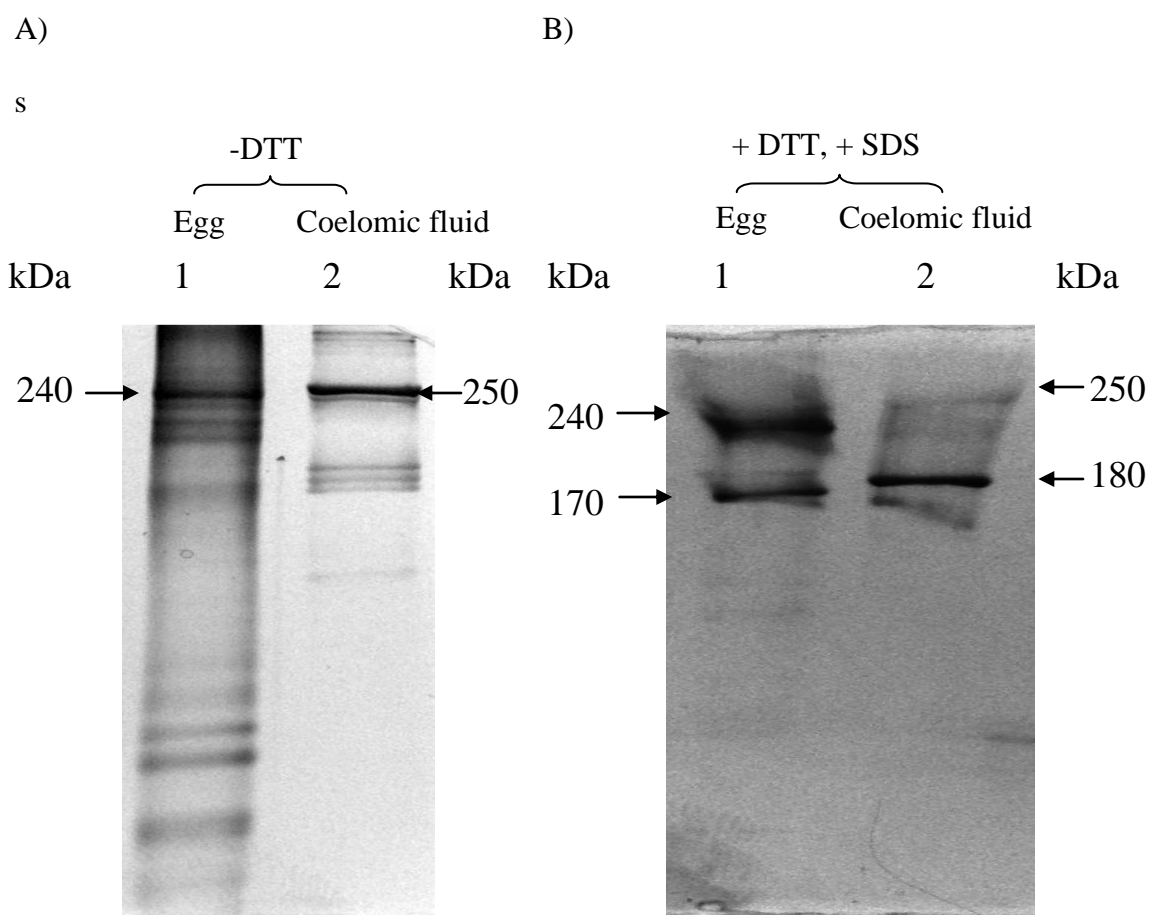 A)
B)
s
-DTT
+ DTT, + SDS
Egg Coelomic fluid
Egg Coelomic fluid
kDa 1 2 kDa
kDa 1 2 kDa
240
250
240
170
250
180